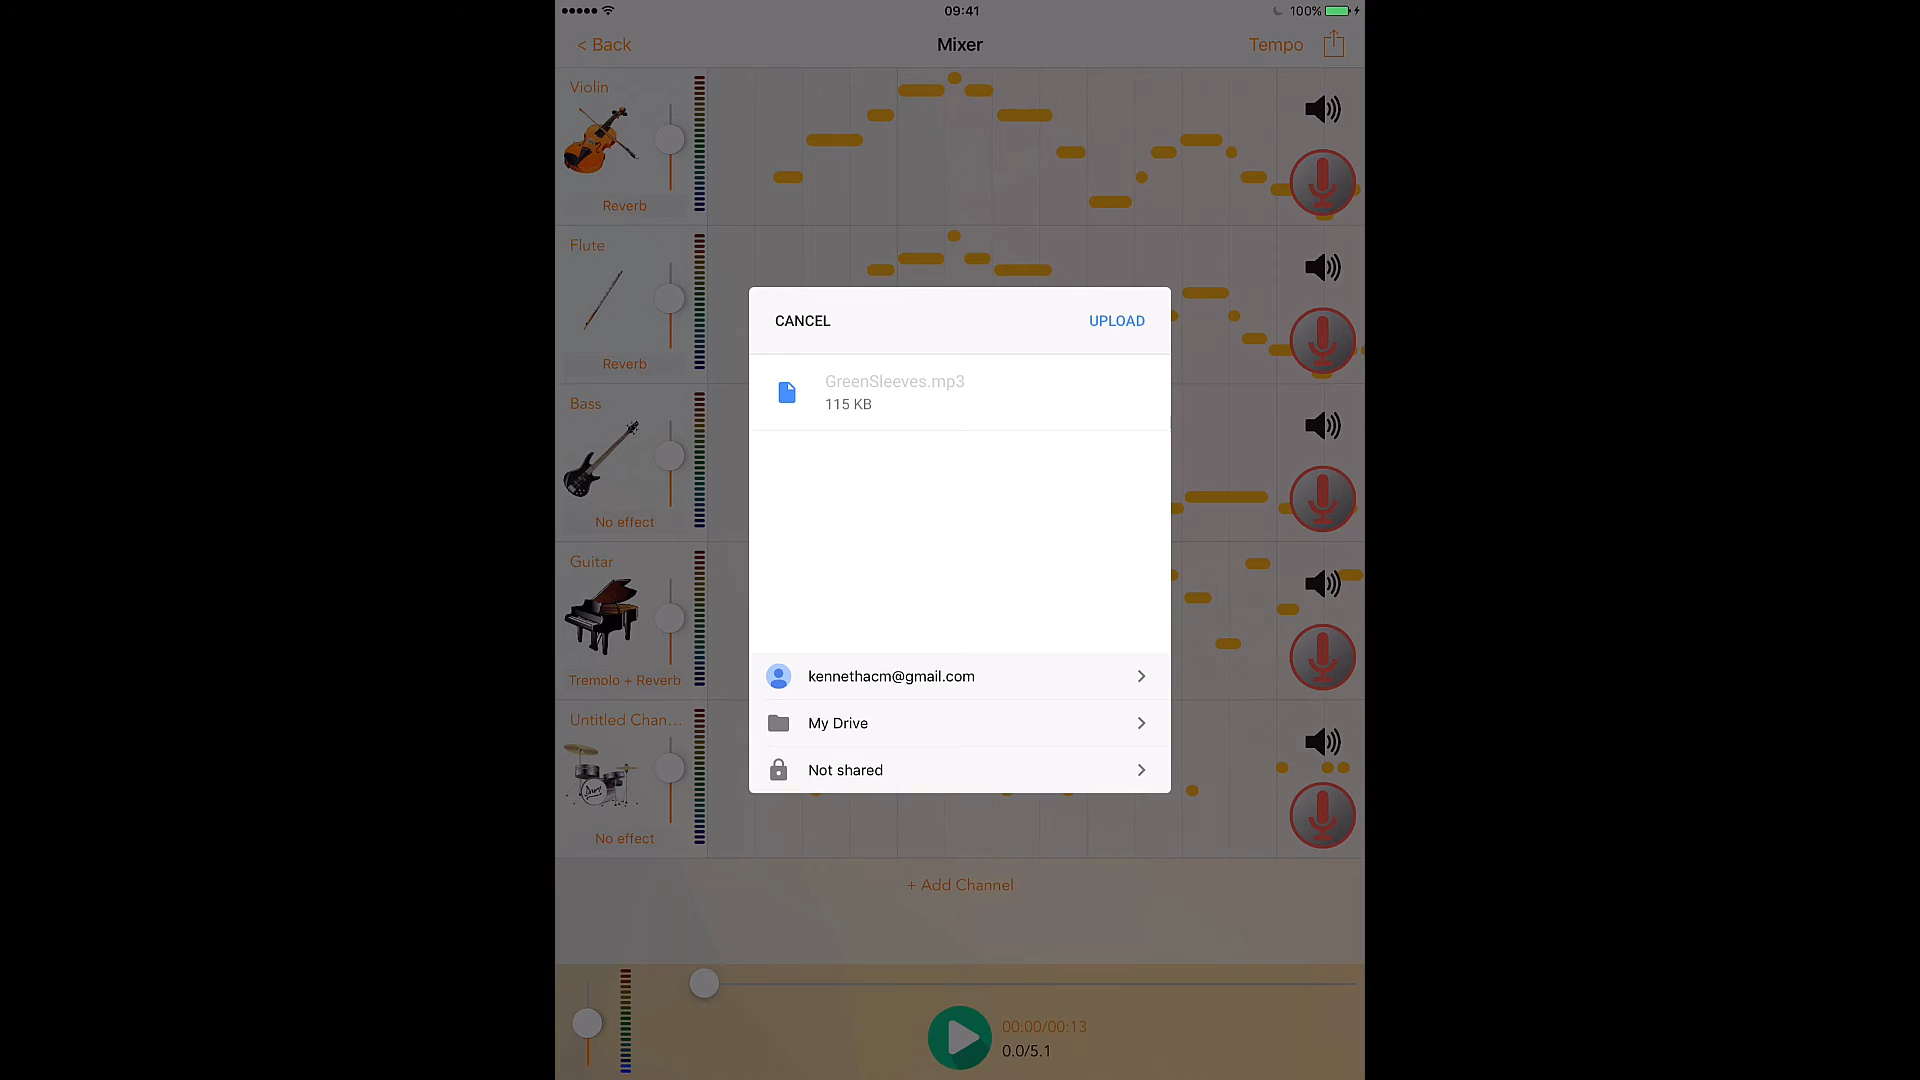 09:41
100%
< Back
Mixer
Tempo
Violin
Reverb
Flute
Reverb
CANCEL
UPLOAD
GreenSleeves.mp3
115 KB
Bass
No effect
Guitar
Tremolo + Reverb
kennethacm@gmail.com
My Drive
Not shared
Untitled Chan...
No effect
+ Add Channel
00:00/00:13
0.0/5.1